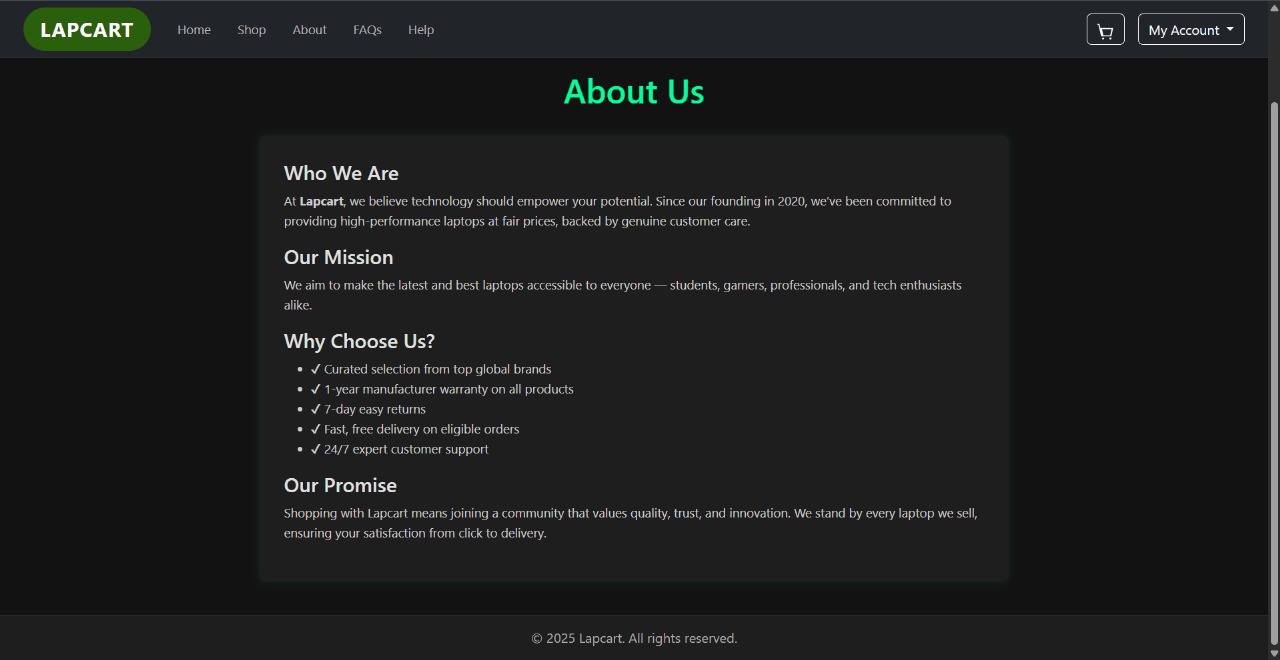 LAPCART Home Shop About FAQs Help My Account
About Us
Who We Are
At Lapcart, we believe technology should empower your potential. Since our founding in 2020, we've been committed to
providing high-performance laptops at fair prices, backed by genuine customer care.
Our Mission
We aim to make the latest and best laptops accessible to everyone — students, gamers, professionals, and tech enthusiasts
alike.
Why Choose Us?
• ✓ Curated selection from top global brands
• ✓ 1-year manufacturer warranty on all products
• ✓ 7-day easy returns
• ✓ Fast, free delivery on eligible orders
• ✓ 24/7 expert customer support
Our Promise
Shopping with Lapcart means joining a community that values quality, trust, and innovation. We stand by every laptop we sell,
ensuring your satisfaction from click to delivery.
© 2025 Lapcart. All rights reserved.